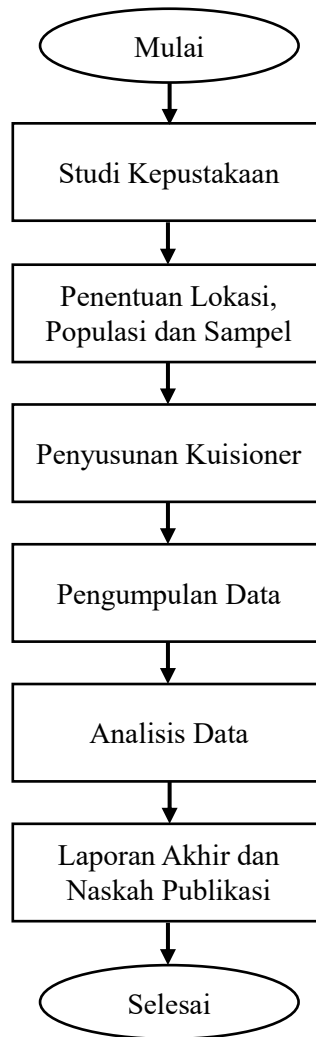 Mulai
Studi Kepustakaan
Penentuan Lokasi,
Populasi dan Sampel
Penyusunan Kuisioner
Pengumpulan Data
Analisis Data
Laporan Akhir dan
Naskah Publikasi
Selesai